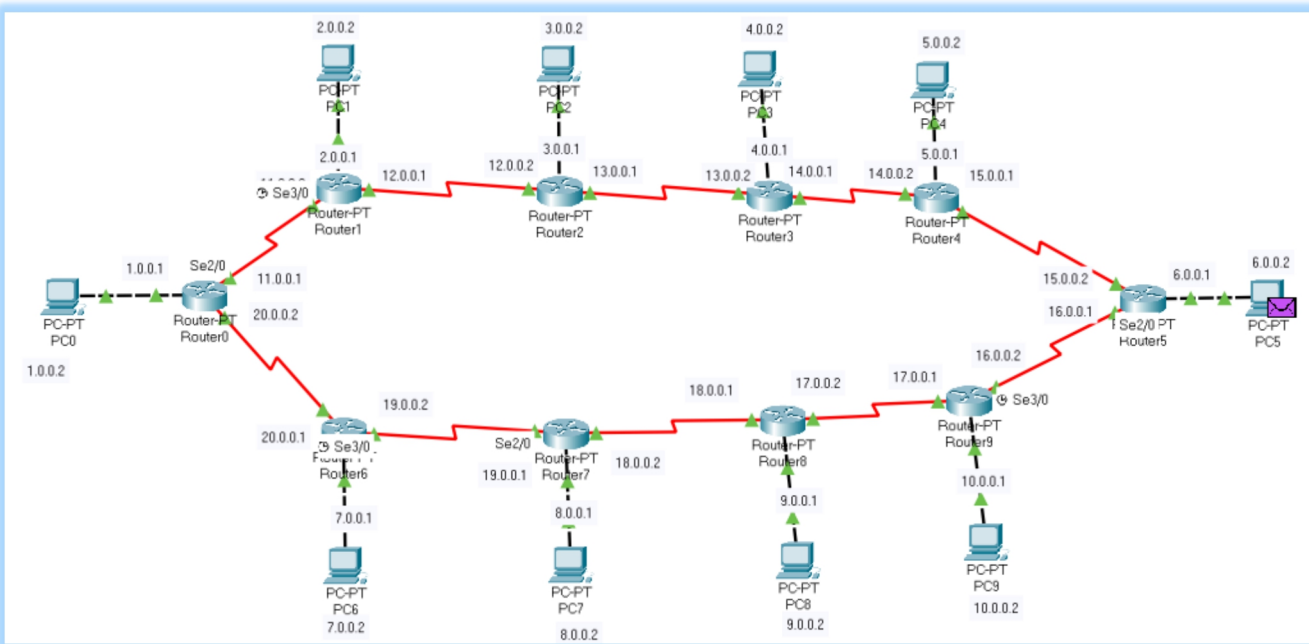 2.0.0.2
3.0.0.2
4.0.0.2
5.0.0.2
PC-PT
PC1
PC-PT
PC2
PC-PT
PC3
PC-PT
PC4
2.0.0.1
3.0.0.1
4.0.0.1
5.0.0.1
Se3/0
12.0.0.1
12.0.0.2
13.0.0.1
13.0.0.2
14.0.0.1
14.0.0.2
15.0.0.1
Router-PT
Router1
Router-PT
Router2
Router-PT
Router3
Router-PT
Router4
1.0.0.1
Se2/0
11.0.0.1
15.0.0.2
6.0.0.1
6.0.0.2
PC-PT
PC0
1.0.0.2
Router-PT
Router0
20.0.0.2
16.0.0.1
Se2/0
PT
Router5
PC-PT
PC5
16.0.0.2
19.0.0.2
18.0.0.1
17.0.0.2
17.0.0.1
Se3/0
20.0.0.1
Se3/0
Router6
Se2/0
Router-PT
Router7
19.0.0.1
18.0.0.2
Router-PT
Router8
Router-PT
Router9
7.0.0.1
8.0.0.1
9.0.0.1
10.0.0.1
PC-PT
PC6
7.0.0.2
PC-PT
PC7
8.0.0.2
PC-PT
PC8
9.0.0.2
PC-PT
PC9
10.0.0.2